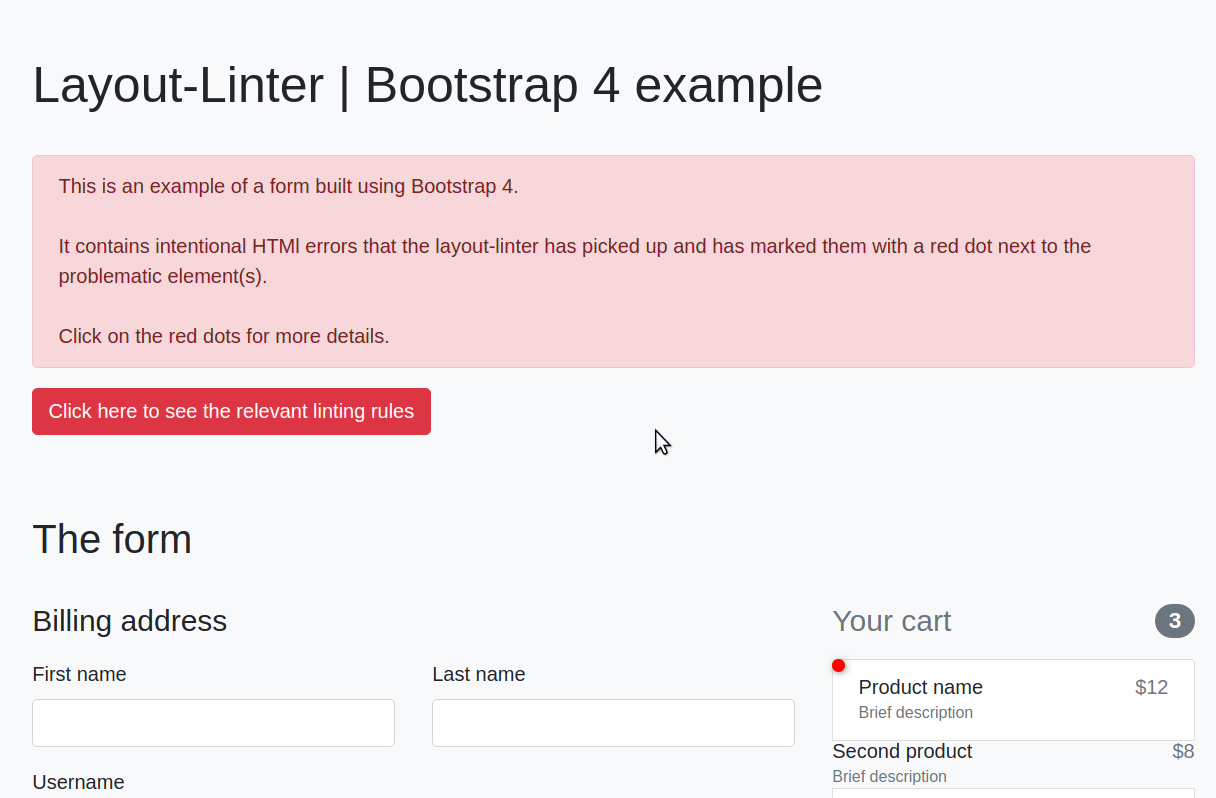 Layout-Linter | Bootstrap 4 example
This is an example of a form built using Bootstrap 4.
It contains intentional HTMl errors that the layout-linter has picked up and has marked them with a red dot next to the
problematic element(s).
Click on the red dots for more details.
Click here to see the relevant linting rules
The form
Billing address
First name
Last name
Username
Your cart
3
Product name
$12
Brief description
Second product
$8
Brief description